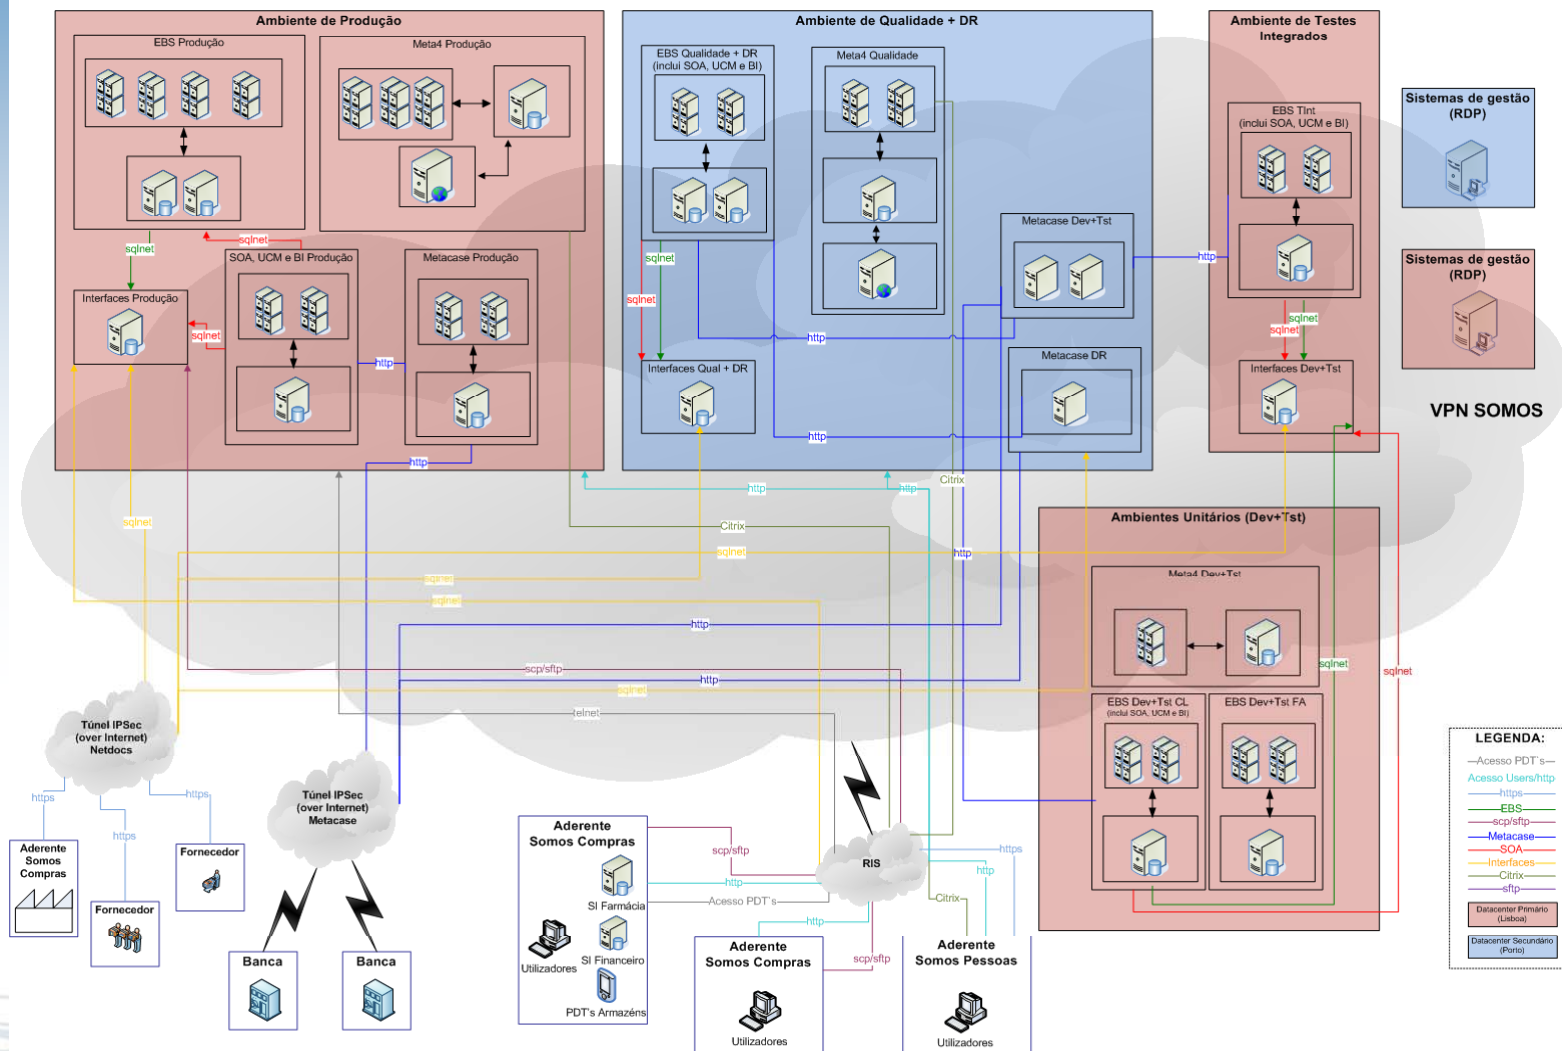 Ambiente de Produção
EBS Produção
Meta4 Produção
sqlnet
sqlnet
SOA, UCM e BI Produção
Metacase Produção
Interfaces Produção
sqlnet
http
http
Ambiente de Qualidade + DR
EBS Qualidade + DR
(inclui SOA, UCM e BI)
Meta4 Qualidade
sqlnet
sqlnet
Metacase Dev+Tst
http
Metacase DR
Interfaces Qual + DR
http
http
Ambiente de Testes
Integrados
EBS TInt
(inclui SOA, UCM e BI)
sqlnet
sqlnet
Interfaces Dev+Tst
Sistemas de gestão
(RDP)
Sistemas de gestão
(RDP)
VPN SOMOS
http
http
Citrix
Citrix
sqlnet
sqlnet
http
sqlnet
sqlnet
http
scp/sftp
http
sqlnet
telnet
Ambientes Unitários (Dev+Tst)
Meta4 Dev+Tst
sqlnet
sqlnet
EBS Dev+Tst CL
(inclui SOA, UCM e BI)
EBS Dev+Tst FA
Túnel IPSec
(over Internet)
Netdocs
Túnel IPSec
(over Internet)
Metacase
https
https
https
Aderente
Somos
Compras
Fornecedor
Fornecedor
Banca
Banca
Aderente
Somos Compras
SI Farmácia
Utilizadores
SI Financeiro
PDT's Armazéns
scp/sftp
http
Acesso PDT's
http
scp/sftp
RIS
https
http
Citrix
Aderente
Somos Compras
Utilizadores
Aderente
Somos Pessoas
Utilizadores
LEGENDA:
Acesso PDT's
Acesso Users/http
https
EBS
scp/sftp
Metacase
SOA
Interfaces
Citrix
sftp
Datacenter Primário
(Lisboa)
Datacenter Secundário
(Porto)